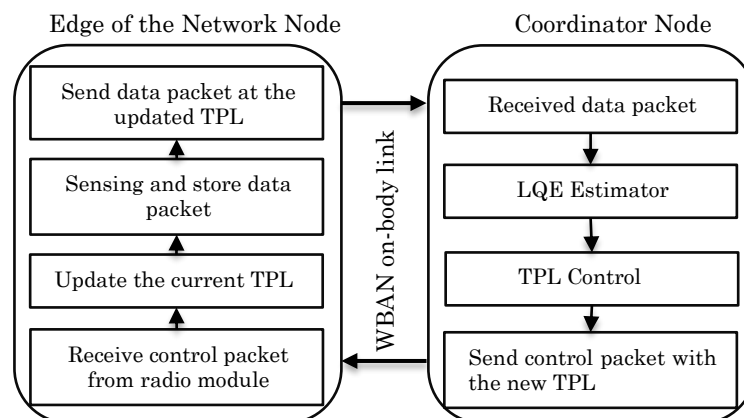 Edge of the Network Node
Send data packet at the
updated TPL
Sensing and store data
packet
Update the current TPL
Receive control packet
from radio module
WBAN on-body link
Coordinator Node
Received data packet
LQE Estimator
TPL Control
Send control packet with
the new TPL